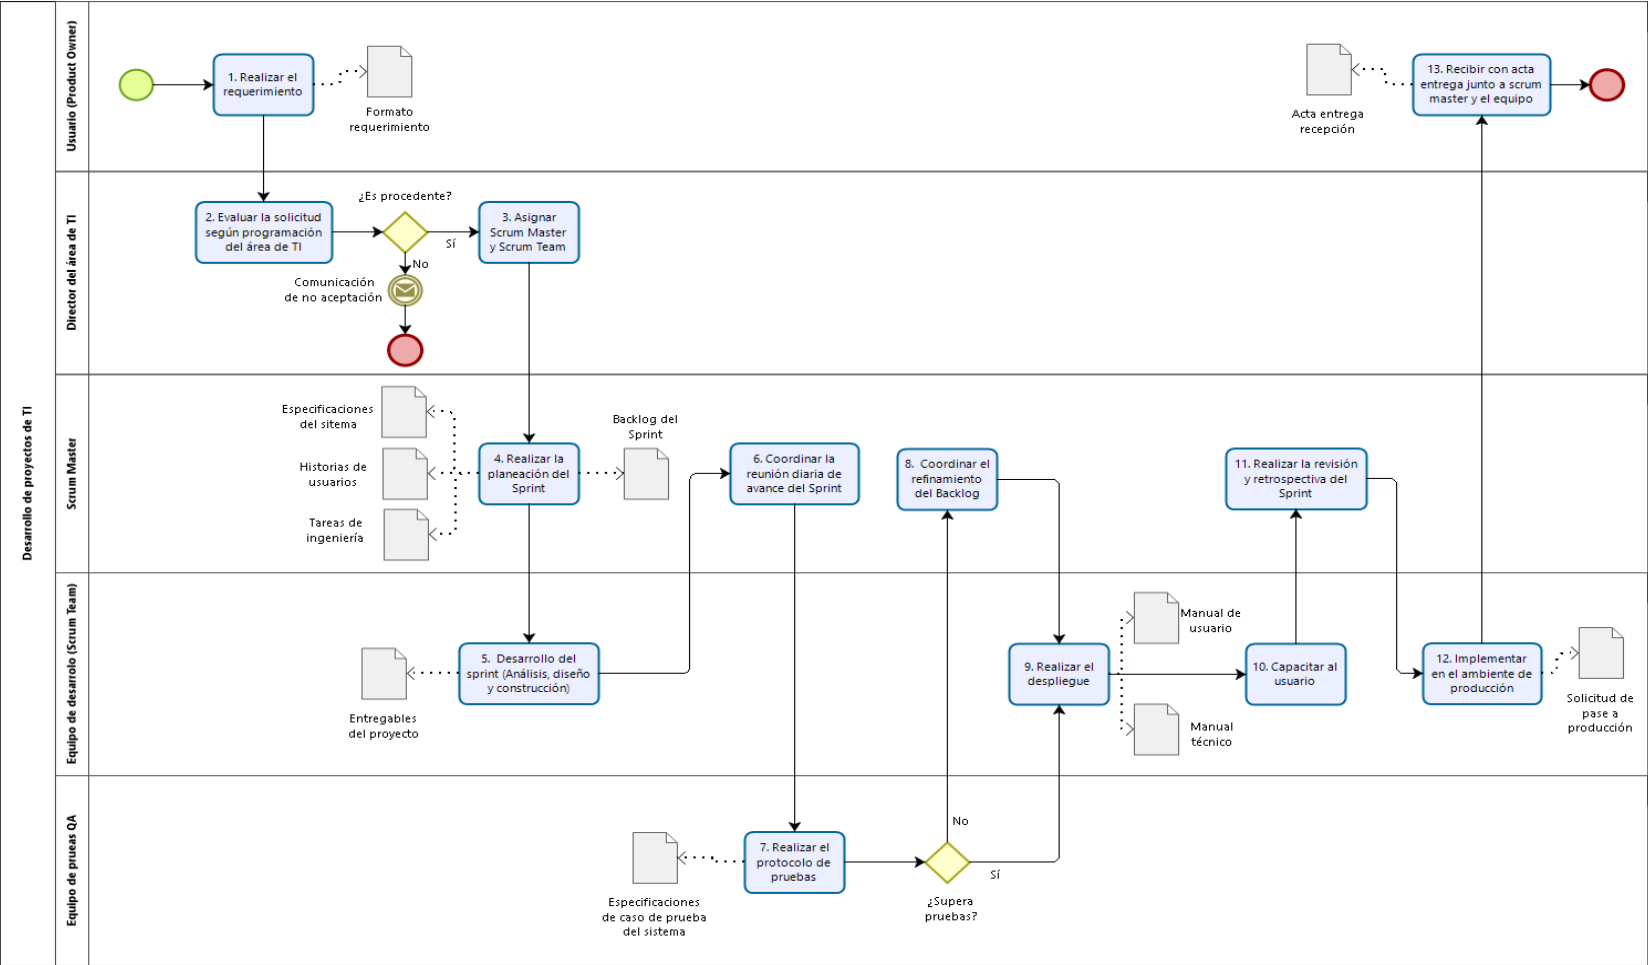 Desarrollo de proyectos de TI
Usuario (Product Owner)
1. Realizar el
requerimiento
Formato
requerimiento
Acta entrega
recepción
13. Recibir con acta
entrega junto a scrum
master y el equipo
Director del área de TI
2. Evaluar la solicitud
según programación
del área de TI
¿Es procedente?
Sí
No
3. Asignar
Scrum Master
y Scrum Team
Comunicación
de no aceptación
Scrum Master
Especificaciones
del sitema
Historias de
usuarios
Tareas de
ingeniería
4. Realizar la
planeación del
Sprint
Backlog del
Sprint
6. Coordinar la
reunión diaria de
avance del Sprint
8. Coordinar el
refinamiento
del Backlog
11. Realizar la revisión
y retrospectiva del
Sprint
Equipo de desarrolo (Scrum Team)
Entregables
del proyecto
5. Desarrollo del
sprint (Análisis, diseño
y construcción)
9. Realizar el
despliegue
Manual de
usuario
Manual
técnico
10. Capacitar al
usuario
12. Implementar
en el ambiente de
producción
Solicitud de
pase a
producción
Equipo de prueas QA
Especificaciones
de caso de prueba
del sistema
7. Realizar el
protocolo de
pruebas
No
Sí
¿Supera
pruebas?